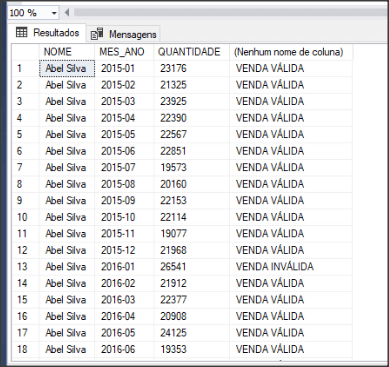 100 %
Resultados Mensagens
NOME MES_ANO QUANTIDADE (Nenhum nome de coluna)
1 Abel Silva 2015-01 23176 VENDA VÁLIDA
2 Abel Silva 2015-02 21325 VENDA VÁLIDA
3 Abel Silva 2015-03 23925 VENDA VÁLIDA
4 Abel Silva 2015-04 22390 VENDA VÁLIDA
5 Abel Silva 2015-05 22567 VENDA VÁLIDA
6 Abel Silva 2015-06 22851 VENDA VÁLIDA
7 Abel Silva 2015-07 19573 VENDA VÁLIDA
8 Abel Silva 2015-08 20160 VENDA VÁLIDA
9 Abel Silva 2015-09 22153 VENDA VÁLIDA
10 Abel Silva 2015-10 22114 VENDA VÁLIDA
11 Abel Silva 2015-11 19077 VENDA VÁLIDA
12 Abel Silva 2015-12 21968 VENDA VÁLIDA
13 Abel Silva 2016-01 26541 VENDA INVÁLIDA
14 Abel Silva 2016-02 21912 VENDA VÁLIDA
15 Abel Silva 2016-03 22377 VENDA VÁLIDA
16 Abel Silva 2016-04 20908 VENDA VÁLIDA
17 Abel Silva 2016-05 24125 VENDA VÁLIDA
18 Abel Silva 2016-06 19353 VENDA VÁLIDA